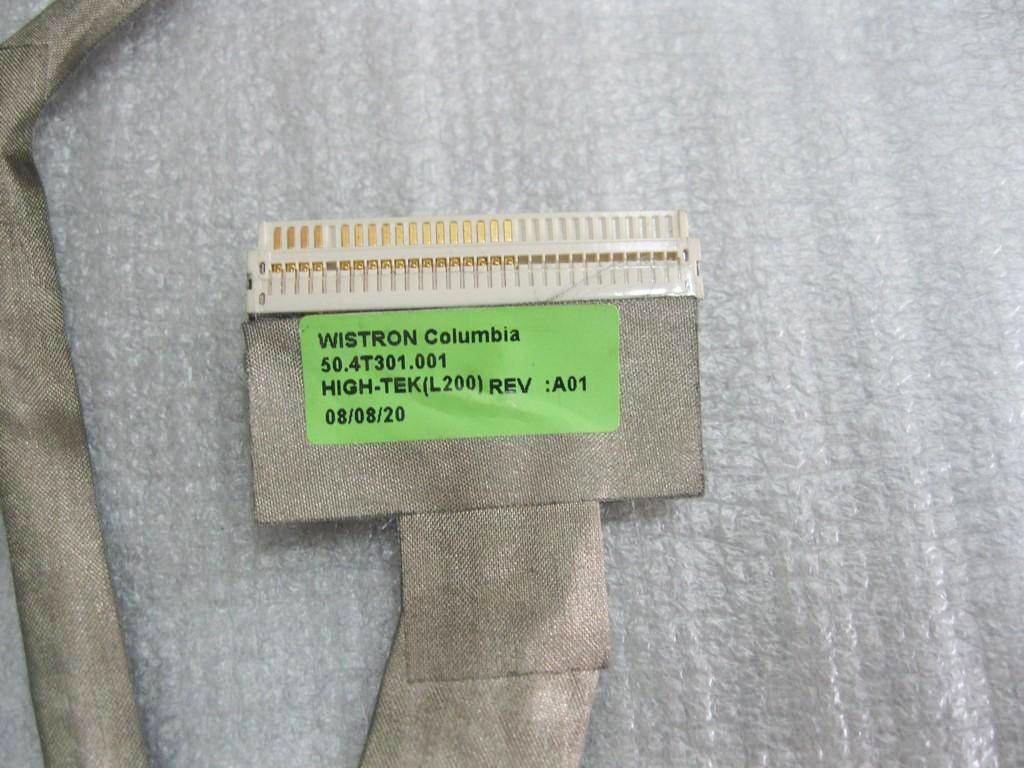 WISTRON Columbia
50.4T301.001
HIGH-TEK(L200) REV :A01
08/08/20